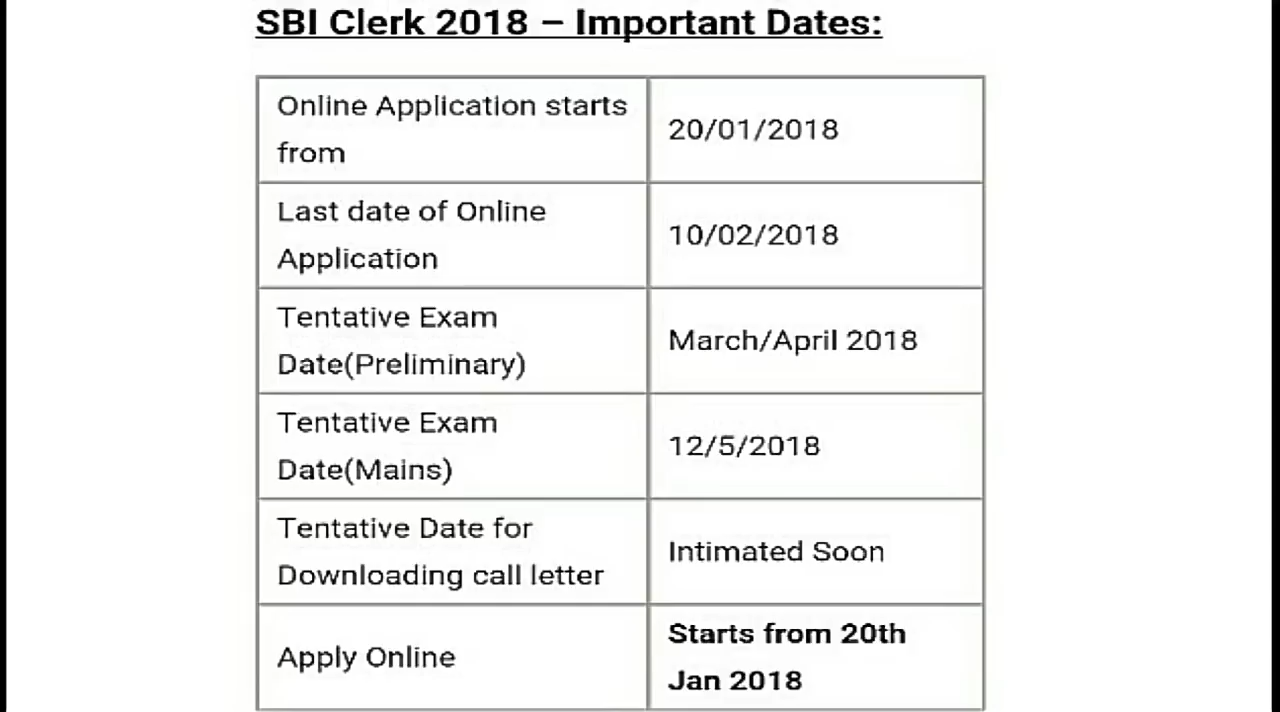 SBI Clerk 2018 – Important Dates:
Online Application starts
from
20/01/2018
Last date of Online
Application
10/02/2018
Tentative Exam
Date(Preliminary)
March/April 2018
Tentative Exam
Date(Mains)
12/5/2018
Tentative Date for
Downloading call letter
Intimated Soon
Apply Online
Starts from 20th
Jan 2018